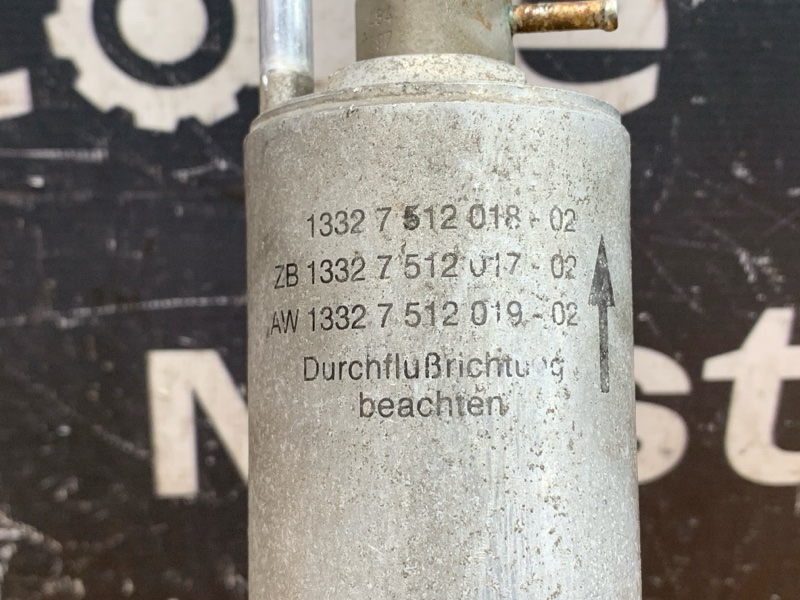 1332 7 512 018 - 02
ZB 1332 7 512 017 - 02
AW 1332 7 512 019 - 02
Durchflußrichtung
beachten